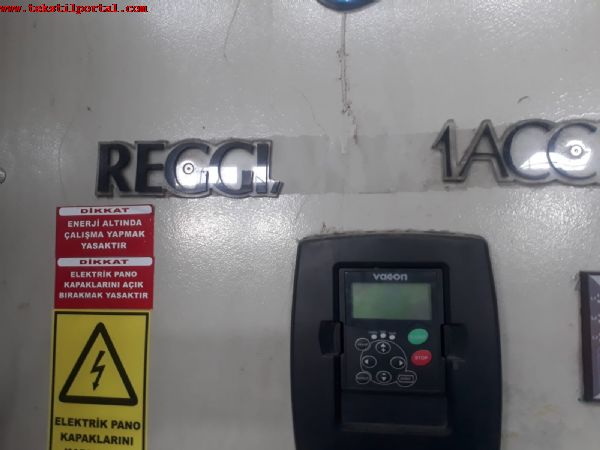 www.tekstilportal.com
REGGI,
1ACC
DİKKAT
ENERJİ ALTINDA
ÇALIŞMA YAPMAK
YASAKTIR
DİKKAT
ELEKTRİK PANO
KAPAKLARINI AÇIK
BIRAKMAK YASAKTIR
ELEKTRİK PANO
KAPAKLARINI
vacon
START
STOP